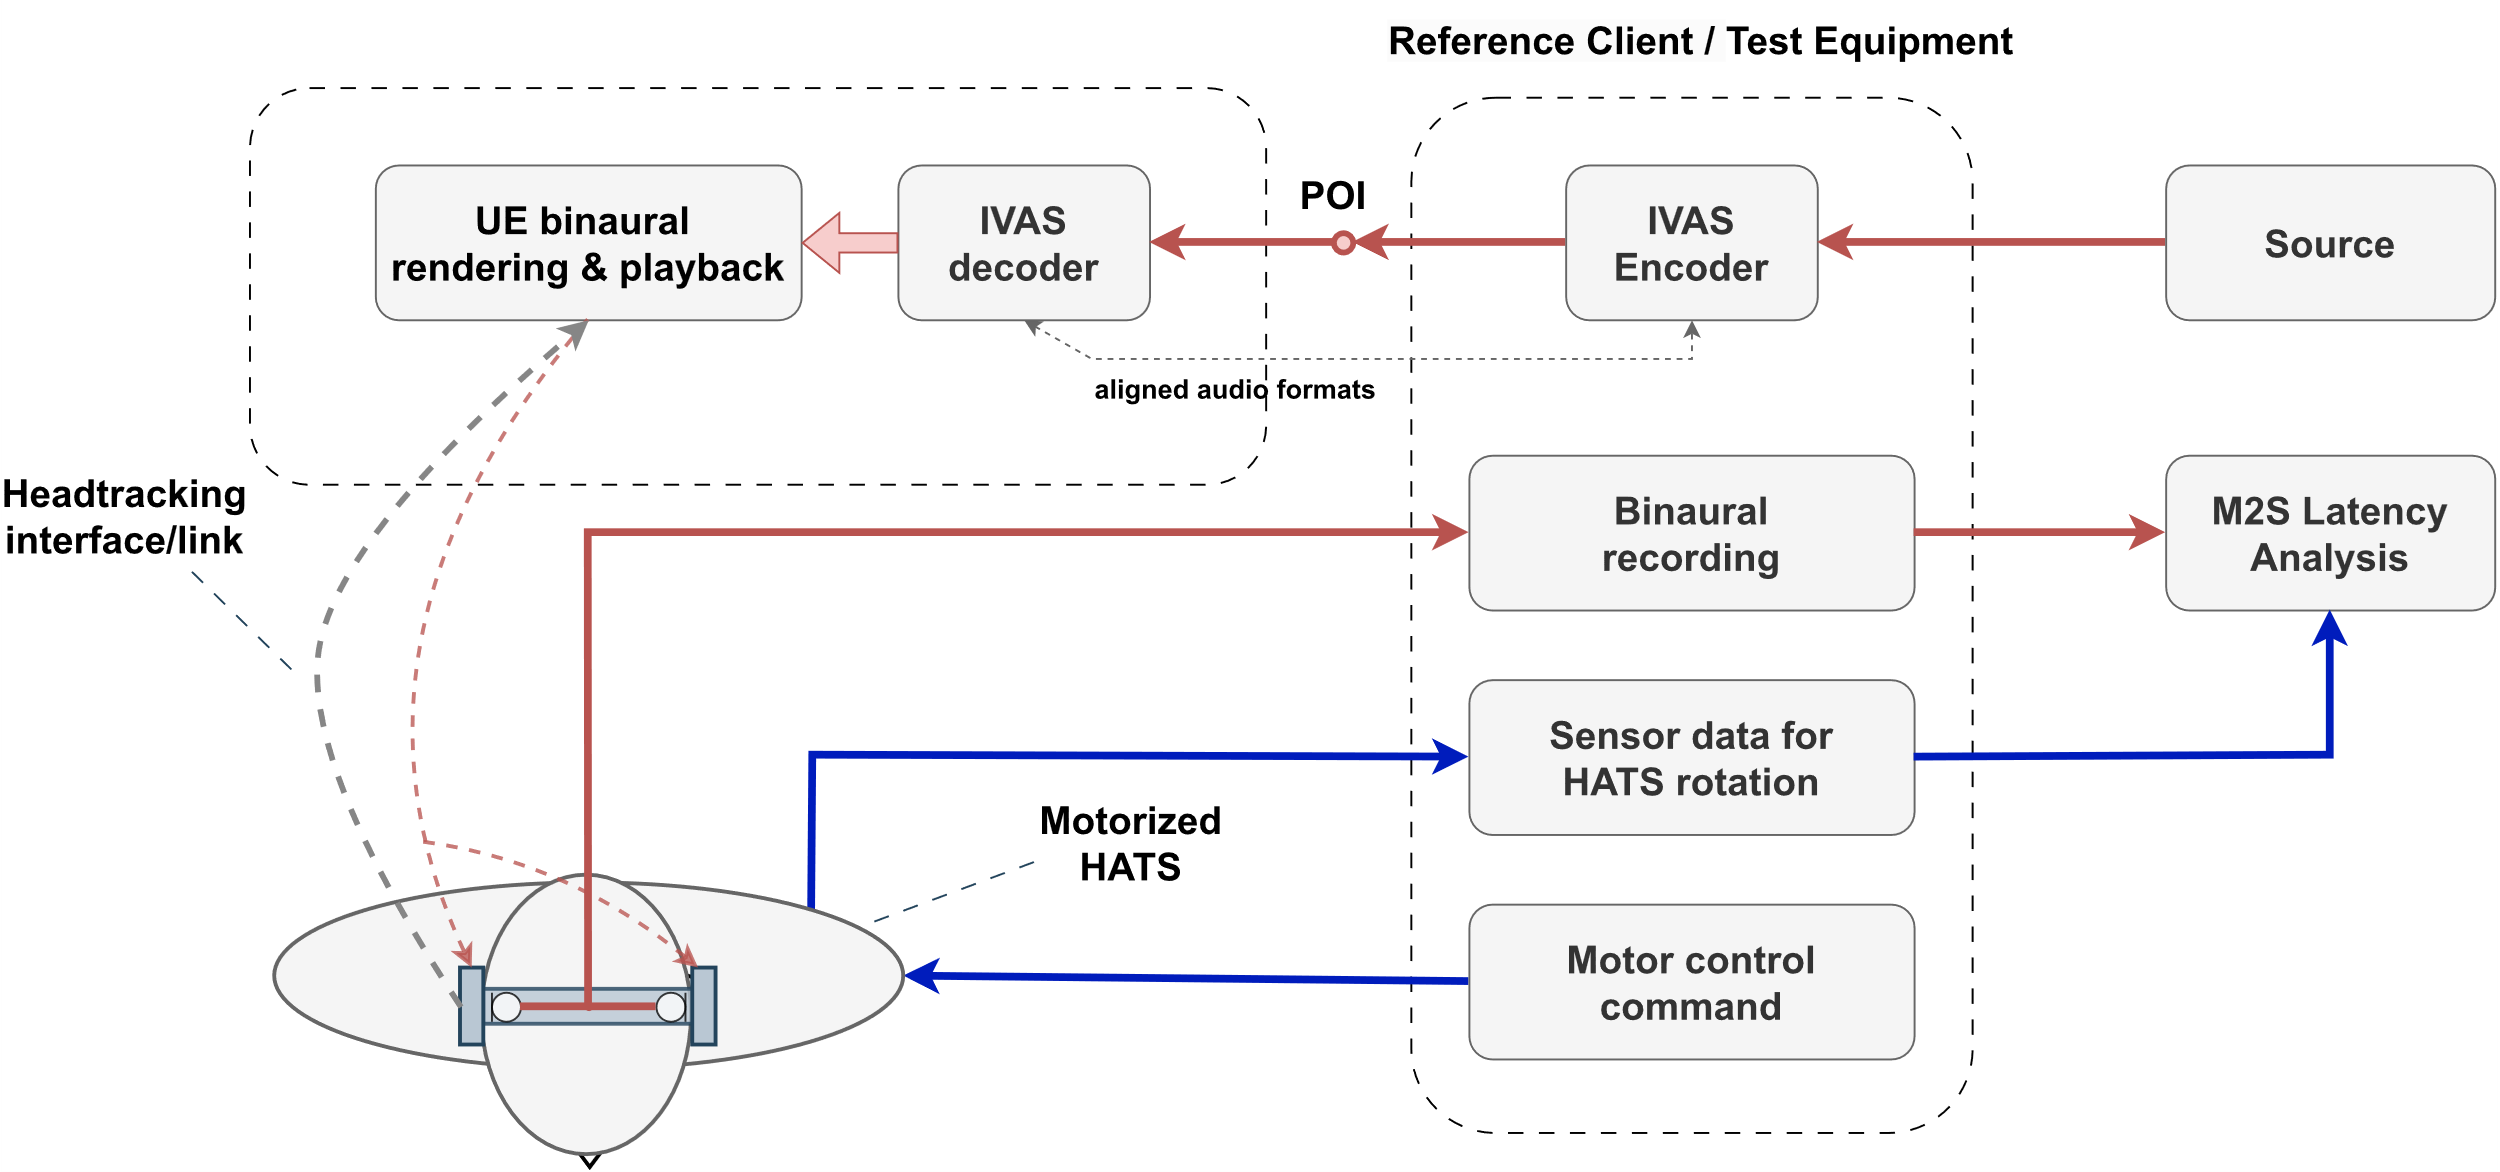 Reference Client / Test Equipment
POI
UE binaural
rendering & playback
IVAS
decoder
IVAS
Encoder
Source
aligned audio formats
Headtracking
interface/link
Binaural
recording
M2S Latency
Analysis
Sensor data for
HATS rotation
Motorized
HATS
Motor control
command